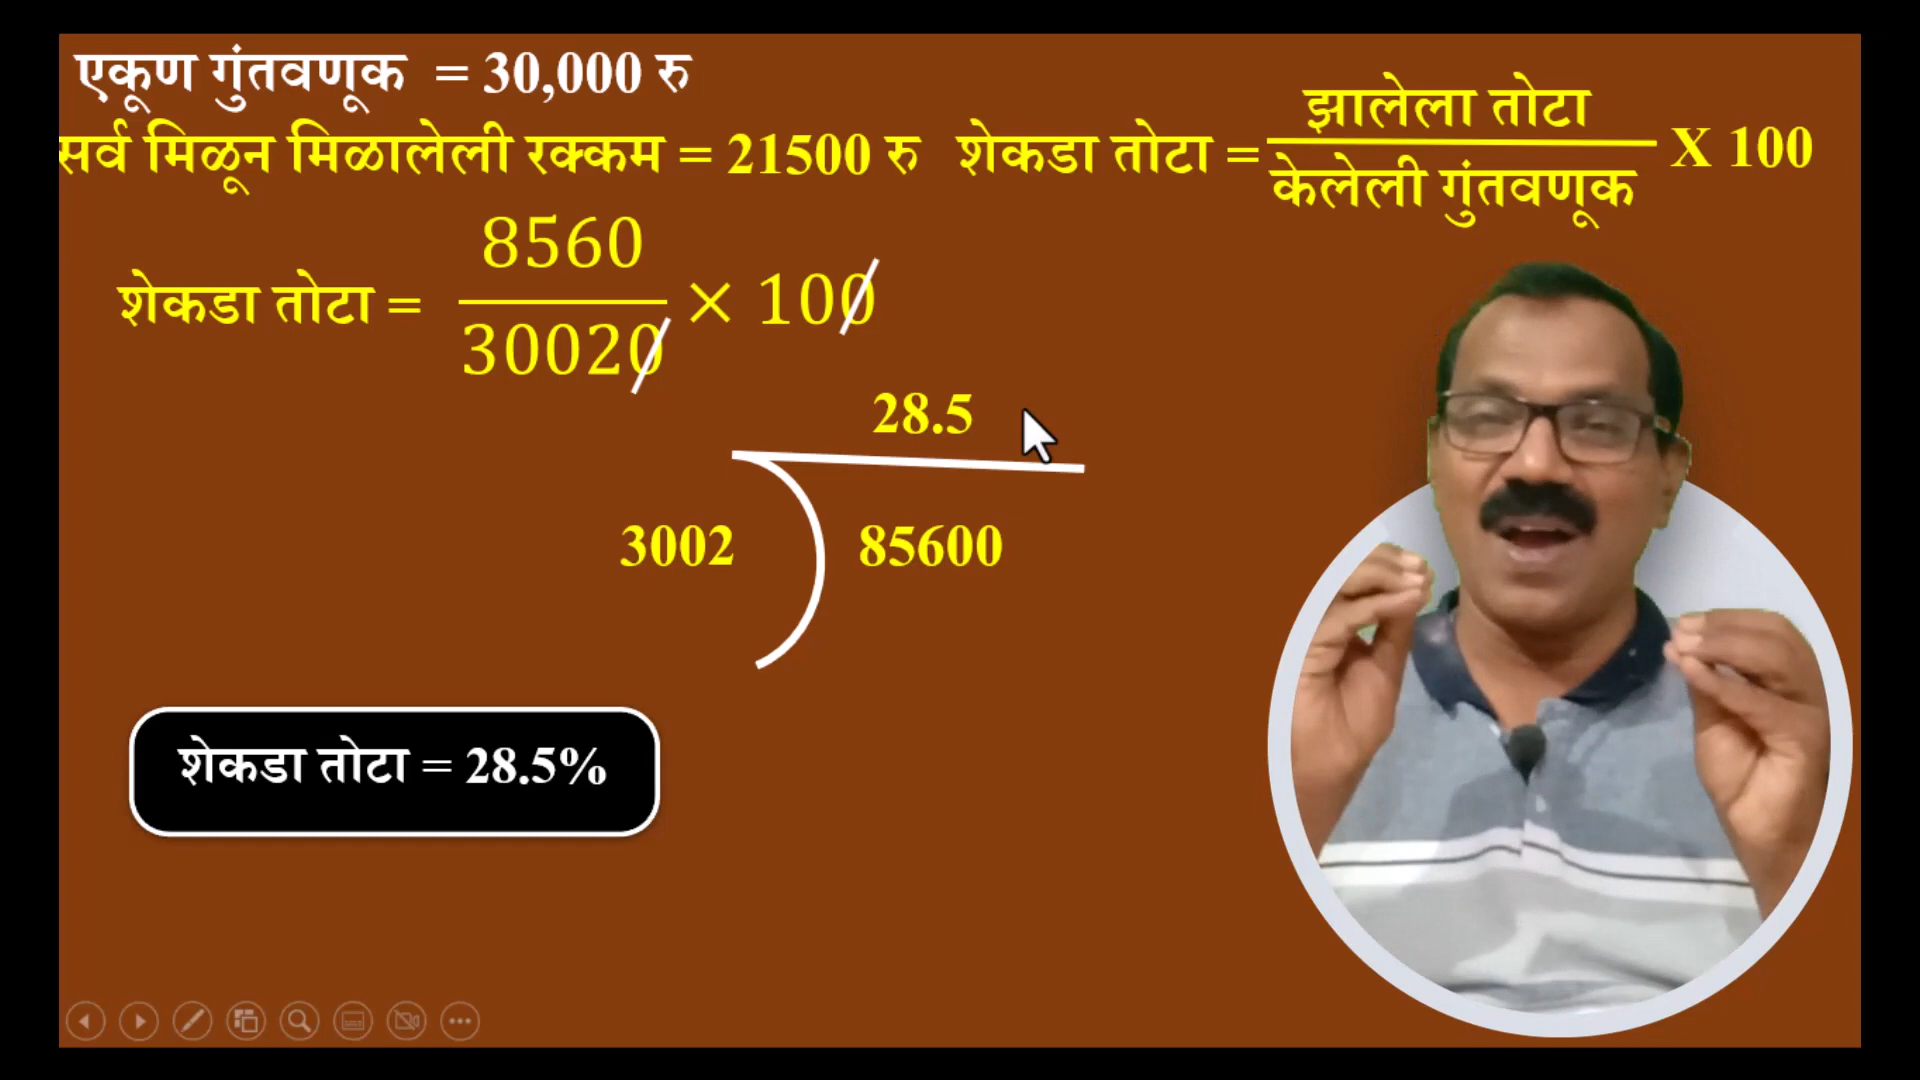 एकूण गुंतवणूक = 30,000 रु
सर्व मिळून मिळालेली रक्कम = 21500 रु
शेकडा तोटा = झालेला तोटा / केलेली गुंतवणूक X 100
शेकडा तोटा = 8560 / 30020 × 100
28.5
3002 85600
शेकडा तोटा = 28.5%